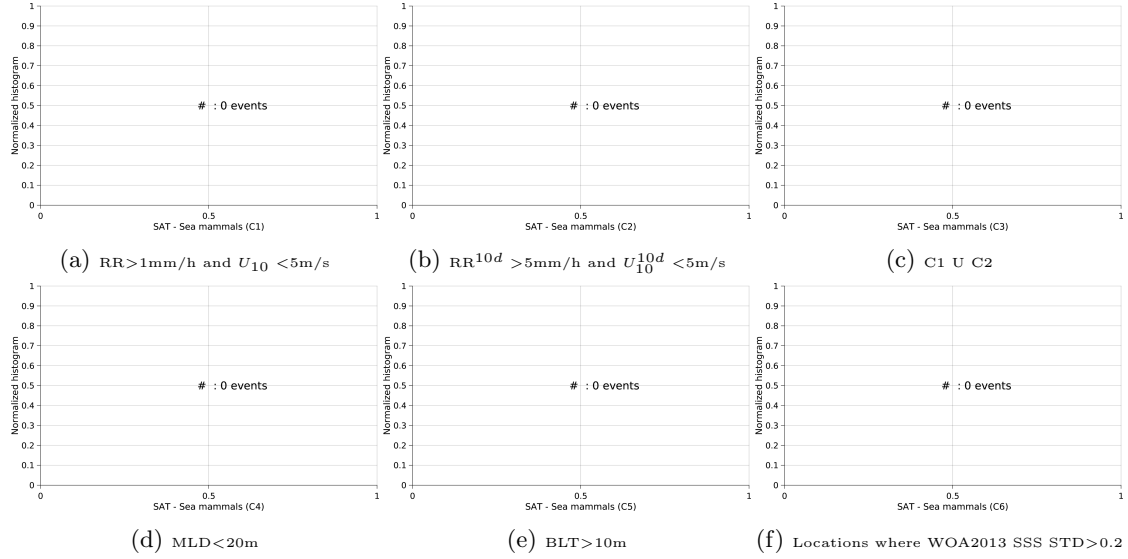 1
0.9
0.8
0.7
0.6
0.5
0.4
0.3
0.2
0.1
0
Normalized histogram
# : 0 events
0 0.5 1
SAT - Sea mammals (C1)
(a) RR>1mm/h and U10 <5m/s
1
0.9
0.8
0.7
0.6
0.5
0.4
0.3
0.2
0.1
0
Normalized histogram
# : 0 events
0 0.5 1
SAT - Sea mammals (C2)
(b) RR10d >5mm/h and U10d10 <5m/s
1
0.9
0.8
0.7
0.6
0.5
0.4
0.3
0.2
0.1
0
Normalized histogram
# : 0 events
0 0.5 1
SAT - Sea mammals (C3)
(c) C1 U C2
1
0.9
0.8
0.7
0.6
0.5
0.4
0.3
0.2
0.1
0
Normalized histogram
# : 0 events
0 0.5 1
SAT - Sea mammals (C4)
(d) MLD<20m
1
0.9
0.8
0.7
0.6
0.5
0.4
0.3
0.2
0.1
0
Normalized histogram
# : 0 events
0 0.5 1
SAT - Sea mammals (C5)
(e) BLT>10m
1
0.9
0.8
0.7
0.6
0.5
0.4
0.3
0.2
0.1
0
Normalized histogram
# : 0 events
0 0.5 1
SAT - Sea mammals (C6)
(f) Locations where WOA2013 SSS STD>0.2